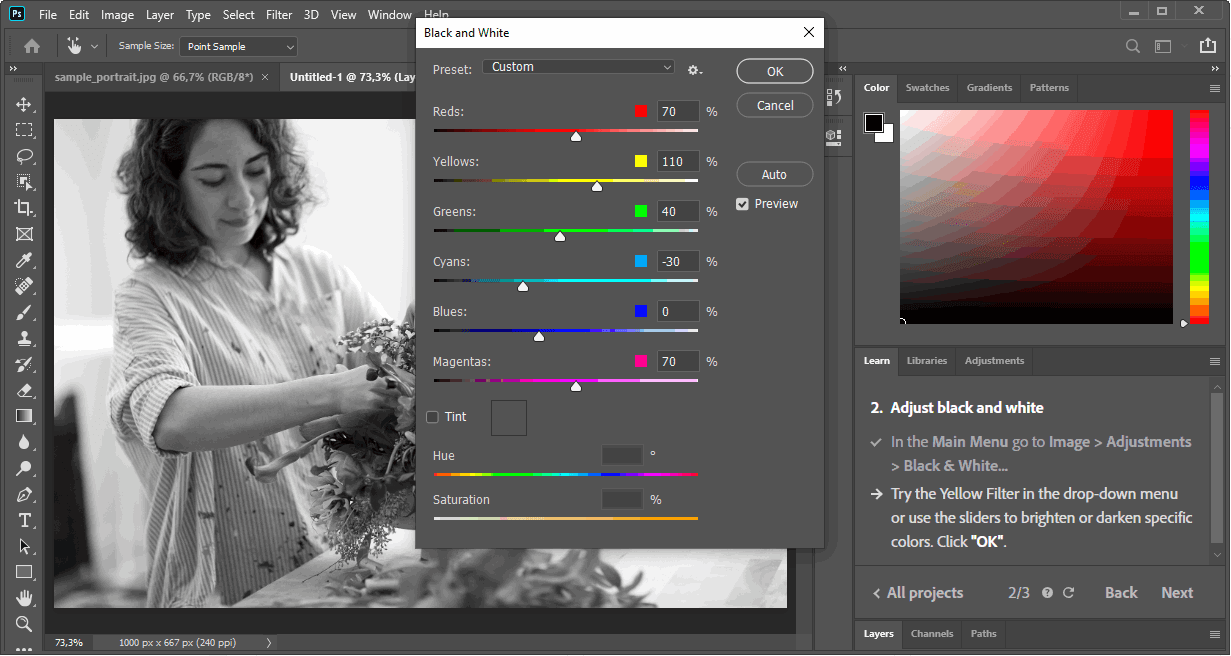 Ps File Edit Image Layer Type Select Filter 3D View Window Help
Sample Size: Point Sample
sample_portrait.jpg @ 66,7% (RGB/8*) ×
Untitled-1 @ 73,3% (Lay
Black and White
Preset: Custom
OK
Cancel
Auto
Preview
Reds: 70 %
Yellows: 110 %
Greens: 40 %
Cyans: -30 %
Blues: 0 %
Magentas: 70 %
Tint
Hue °
Saturation %
Color Swatches Gradients Patterns
Learn Libraries Adjustments
2. Adjust black and white
In the Main Menu go to Image > Adjustments
> Black & White...
Try the Yellow Filter in the drop-down menu
or use the sliders to brighten or darken specific
colors. Click "OK".
All projects 2/3 Back Next
Layers Channels Paths
73,3% 1000 px x 667 px (240 ppi)